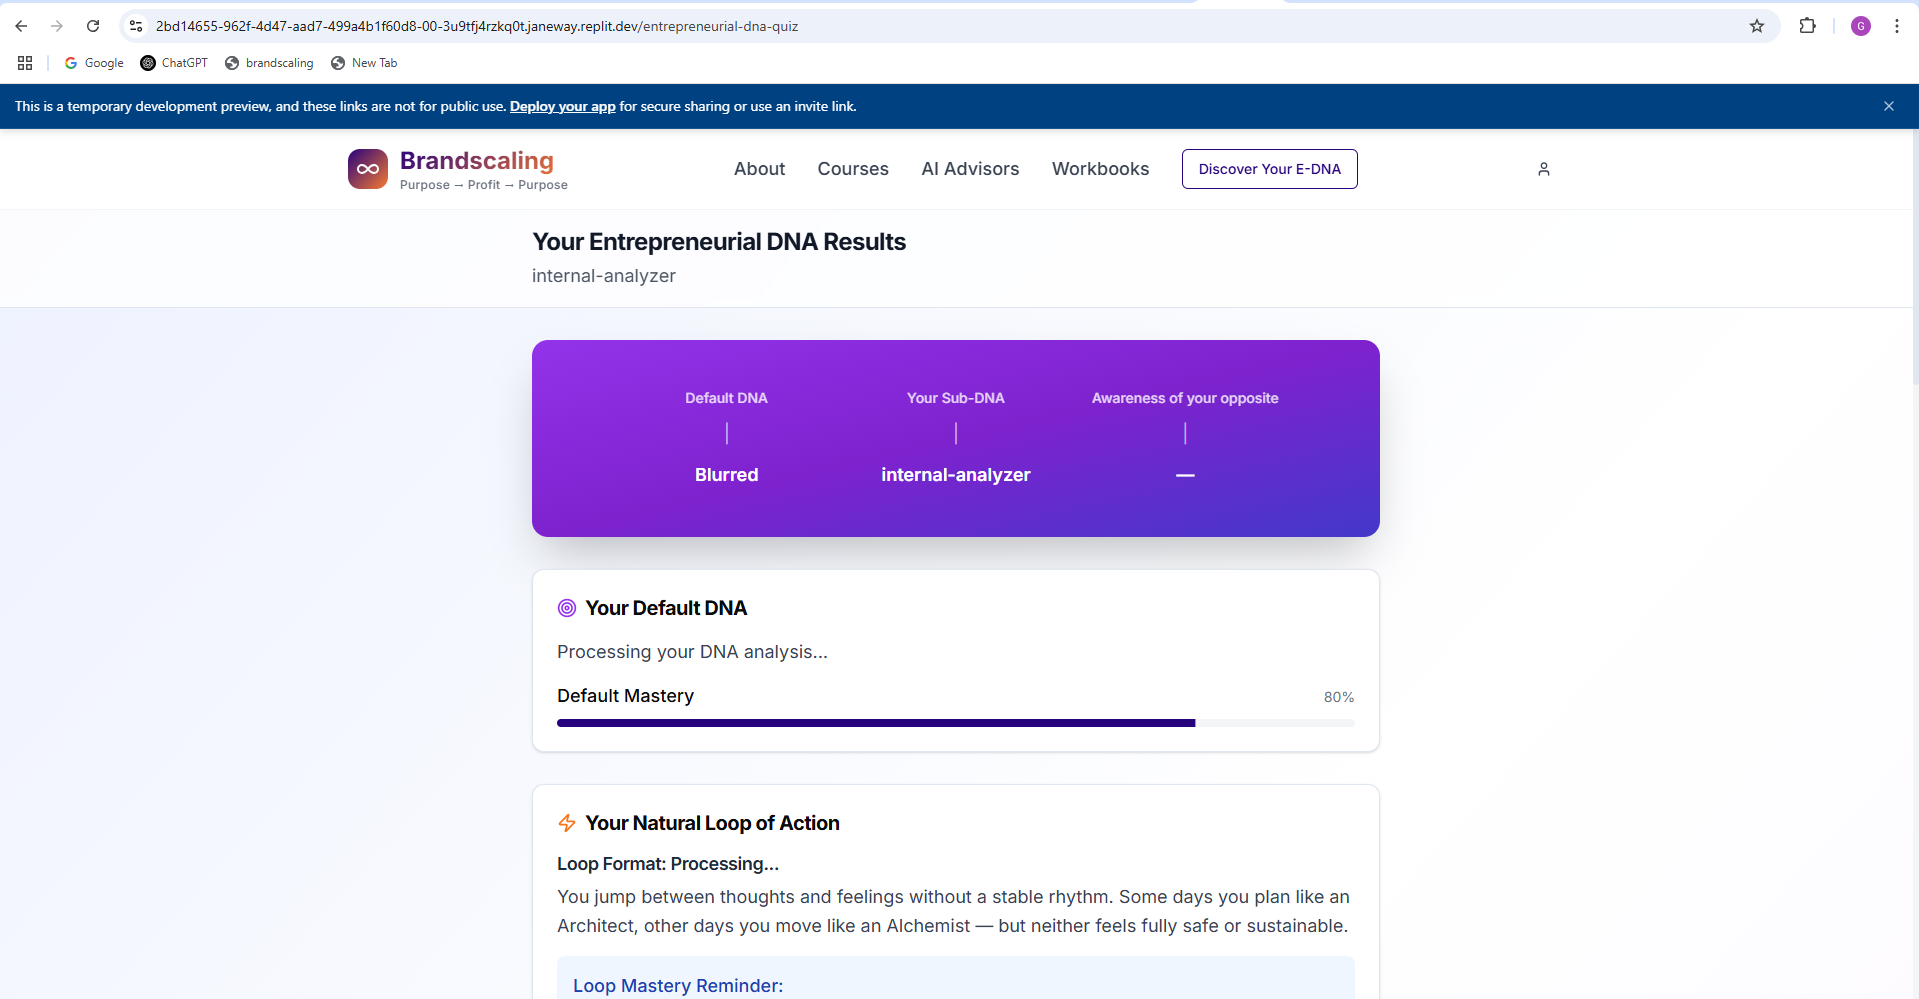 2bd14655-962f-4d47-aad7-499a4b1f60d8-00-3u9tfj4rzkq0t.janeway.replit.dev/entrepreneurial-dna-quiz
G
Google
ChatGPT
brandscaling
New Tab
This is a temporary development preview, and these links are not for public use. Deploy your app for secure sharing or use an invite link.
Brandscaling
Purpose → Profit → Purpose
About
Courses
AI Advisors
Workbooks
Discover Your E-DNA
Your Entrepreneurial DNA Results
internal-analyzer
Default DNA
Your Sub-DNA
Awareness of your opposite
Blurred
internal-analyzer
—
Your Default DNA
Processing your DNA analysis...
Default Mastery
80%
Your Natural Loop of Action
Loop Format: Processing...
You jump between thoughts and feelings without a stable rhythm. Some days you plan like an
Architect, other days you move like an Alchemist — but neither feels fully safe or sustainable.
Loop Mastery Reminder: